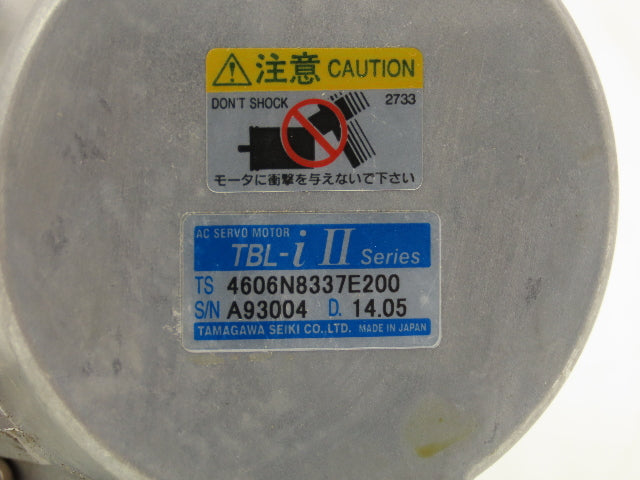 注意 CAUTION
DON'T SHOCK 2733
モータに衝撃を与えないで下さい
AC SERVO MOTOR
TBL-i II Series
TS 4606N8337E200
S/N A93004 D. 14.05
TAMAGAWA SEIKI CO.,LTD. MADE IN JAPAN